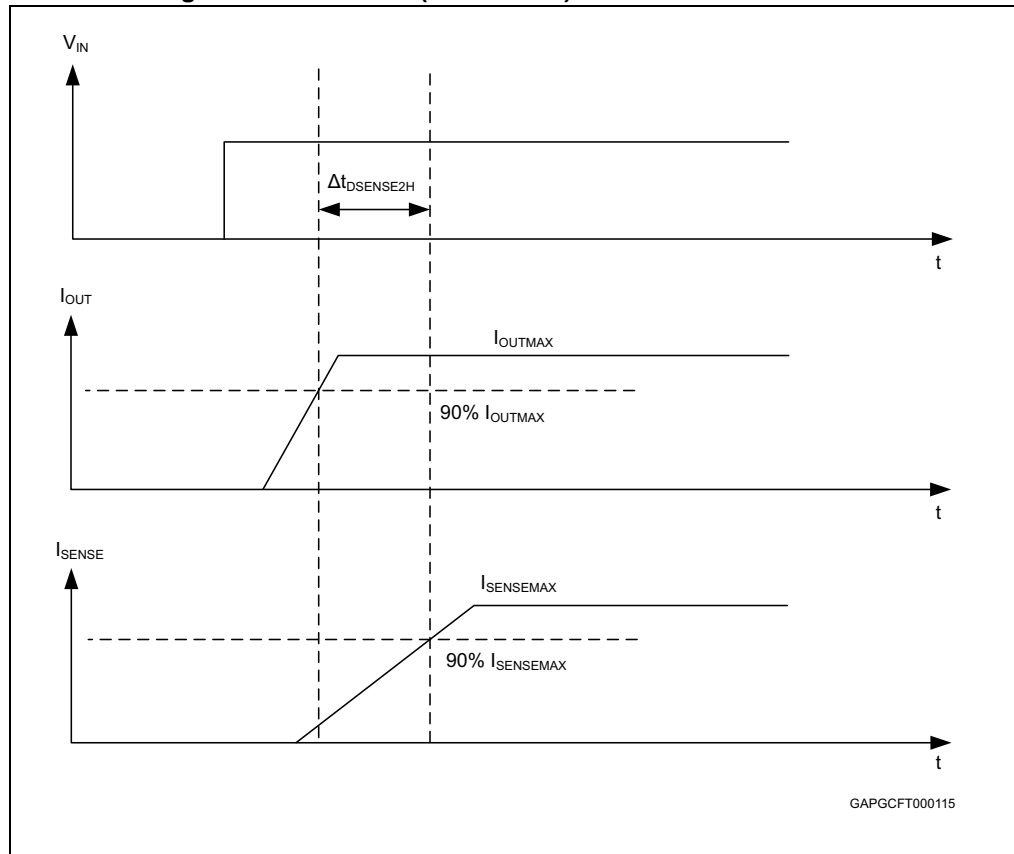 V_IN
Δt_DSENSE2H
t
I_OUT
I_OUTMAX
90% I_OUTMAX
t
I_SENSE
I_SENSEMAX
90% I_SENSEMAX
t
GAPGCFT000115